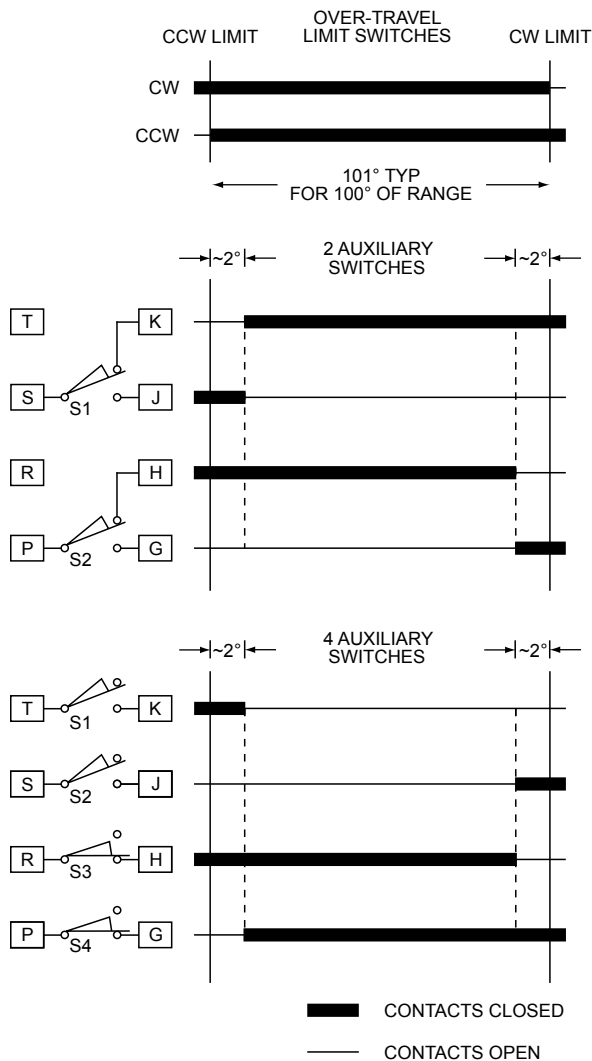 OVER-TRAVEL
LIMIT SWITCHES
CCW LIMIT
CW LIMIT
CW
CCW
101° TYP
FOR 100° OF RANGE
~2°
2 AUXILIARY
SWITCHES
~2°
T
K
S
S1
J
R
H
P
S2
G
~2°
4 AUXILIARY
SWITCHES
~2°
T
S1
K
S
S2
J
R
S3
H
P
S4
G
CONTACTS CLOSED
CONTACTS OPEN